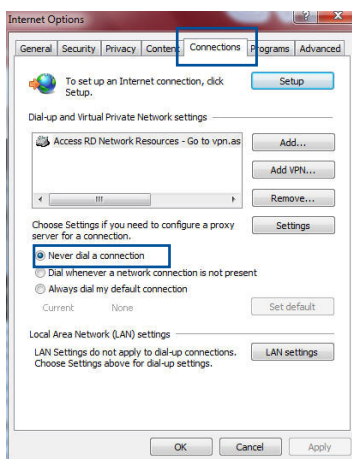 Internet Options
General Security Privacy Content Connections Programs Advanced
To set up an Internet connection, click Setup
Setup.
Dial-up and Virtual Private Network settings
Access RD Network Resources - Go to vpn.as Add...
Add VPN...
Remove...
Choose Settings if you need to configure a proxy Settings
server for a connection.
Never dial a connection
Dial whenever a network connection is not present
Always dial my default connection
Current None Set default
Local Area Network (LAN) settings
LAN Settings do not apply to dial-up connections. LAN settings
Choose Settings above for dial-up settings.
OK Cancel Apply